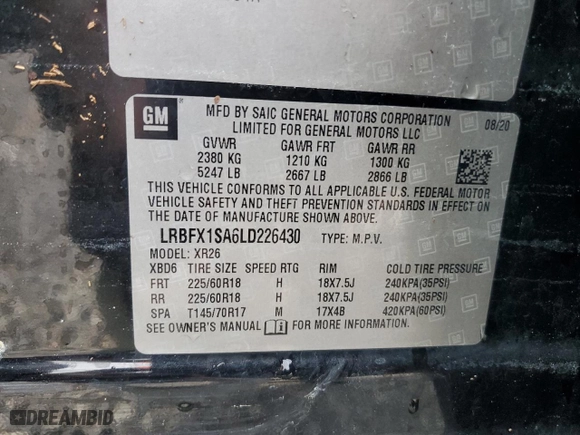 GM
MFD BY SAIC GENERAL MOTORS CORPORATION
LIMITED FOR GENERAL MOTORS LLC
08/20
GVWR GAWR FRT GAWR RR
2380 KG 1210 KG 1300 KG
5247 LB 2667 LB 2866 LB
THIS VEHICLE CONFORMS TO ALL APPLICABLE U.S. FEDERAL MOTOR
VEHICLE SAFETY AND THEFT PREVENTION STANDARDS IN EFFECT ON
THE DATE OF MANUFACTURE SHOWN ABOVE.
LRBFX1SA6LD226430 TYPE: M.P.V.
MODEL: XR26
XBD6 TIRE SIZE SPEED RTG RIM COLD TIRE PRESSURE
FRT 225/60R18 H 18X7.5J 240KPA(35PSI)
RR 225/60R18 H 18X7.5J 240KPA(35PSI)
SPA T145/70R17 M 17X4B 420KPA(60PSI)
SEE OWNER'S MANUAL FOR MORE INFORMATION
DREAMBID